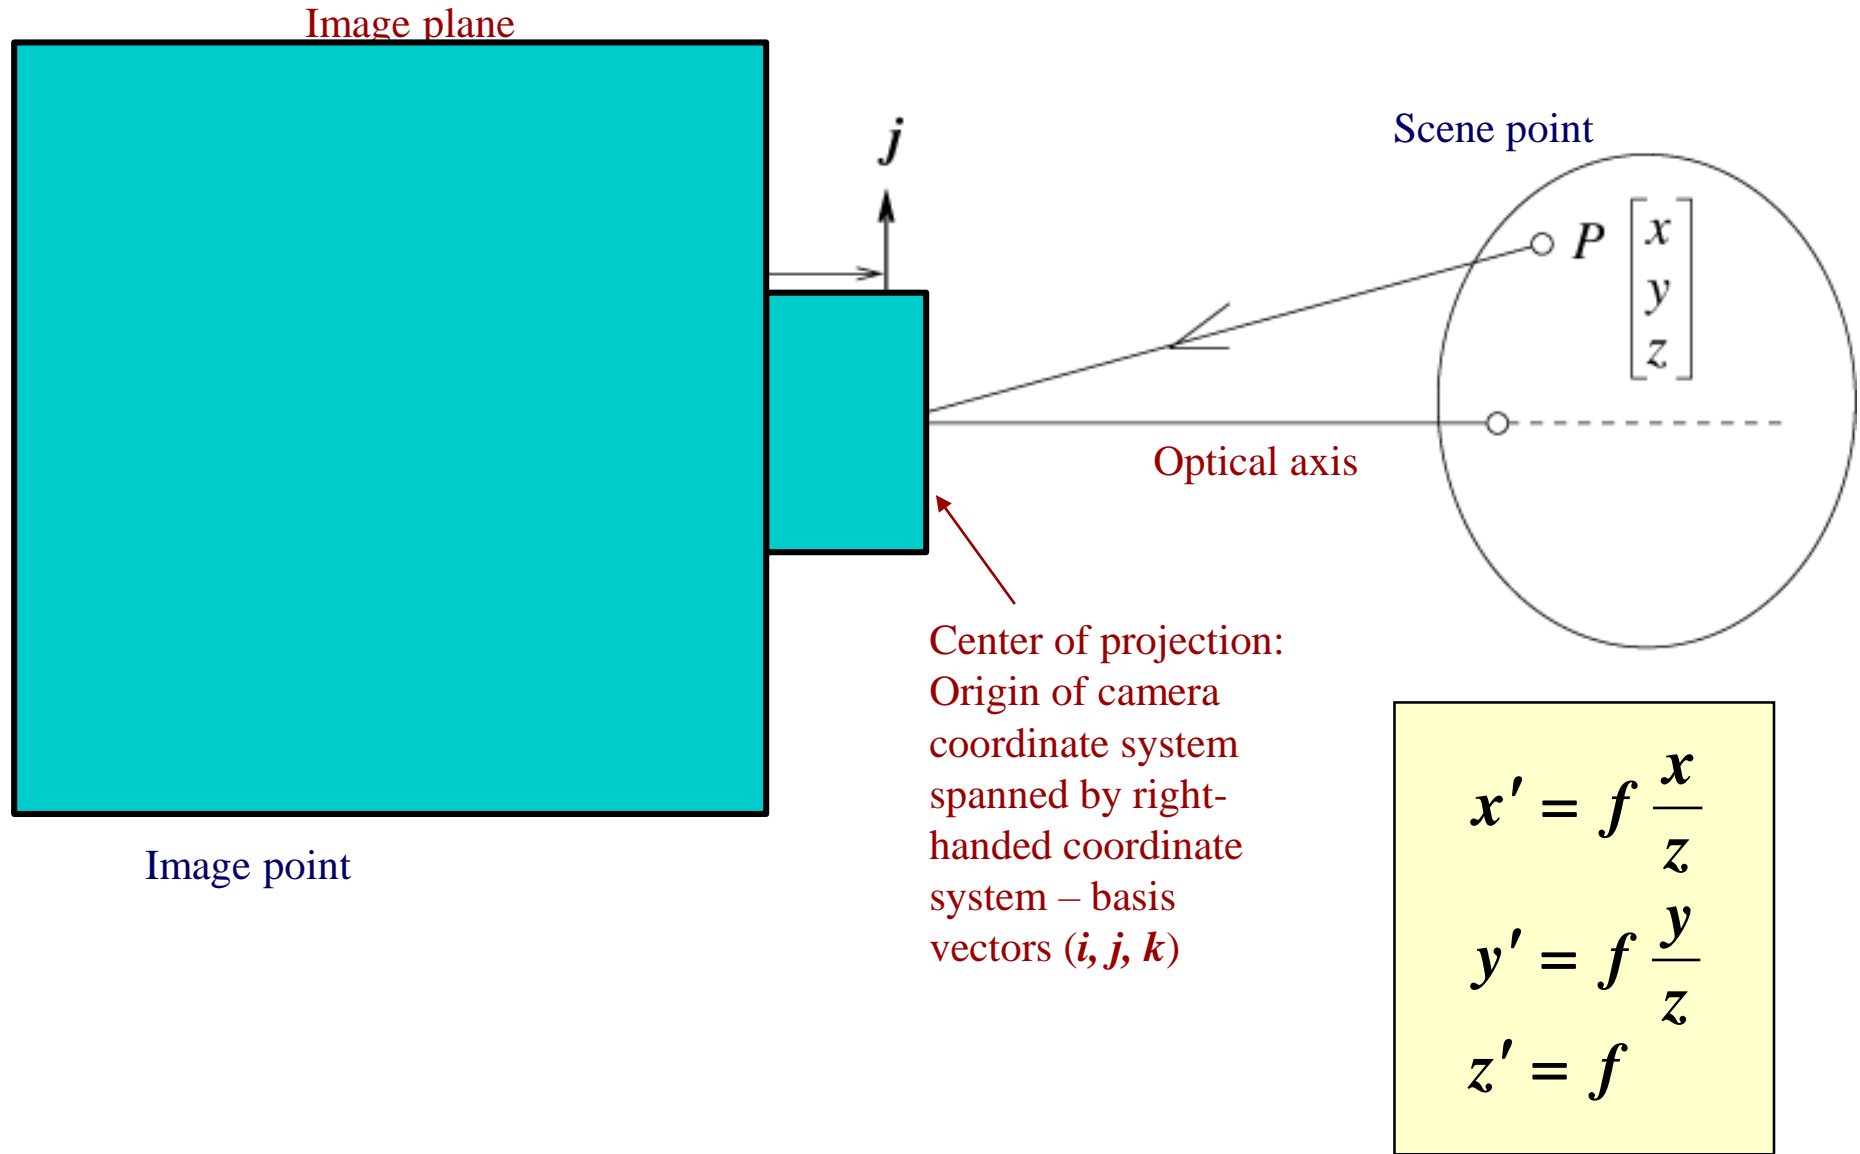 Image plane
j
Scene point
P [x y z]
Optical axis
Center of projection:
Origin of camera
coordinate system
spanned by right-
handed coordinate
system – basis
vectors (i, j, k)
Image point
x′ = f x/z
y′ = f y/z
z′ = f